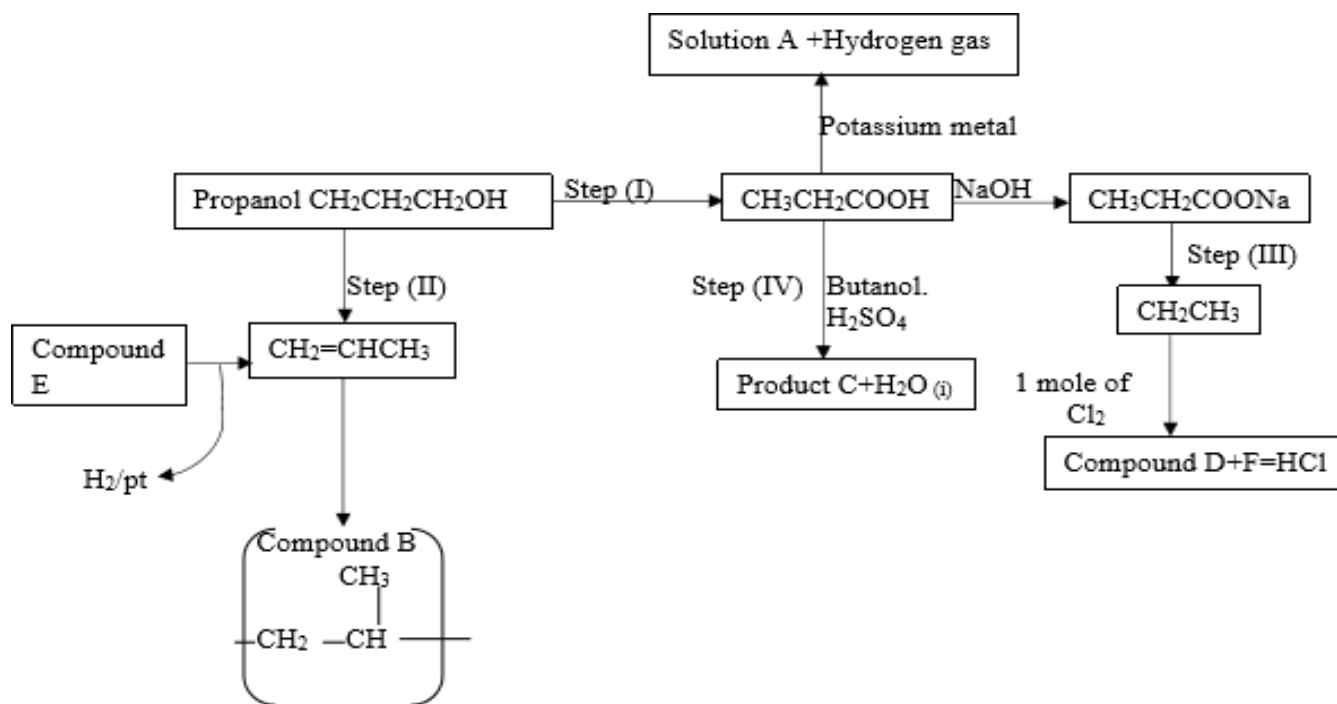 Solution A +Hydrogen gas
Potassium metal
Propanol CH₂CH₂CH₂OH
Step (I)
CH₃CH₂COOH
NaOH
CH₃CH₂COONa
Step (II)
Step (IV)
Butanol.
H₂SO₄
Step (III)
Compound
E
CH₂=CHCH₃
CH₂CH₃
Product C+H₂O (i)
1 mole of
Cl₂
H₂/pt
Compound D+F=HCl
Compound B
CH₃
CH₂ CH